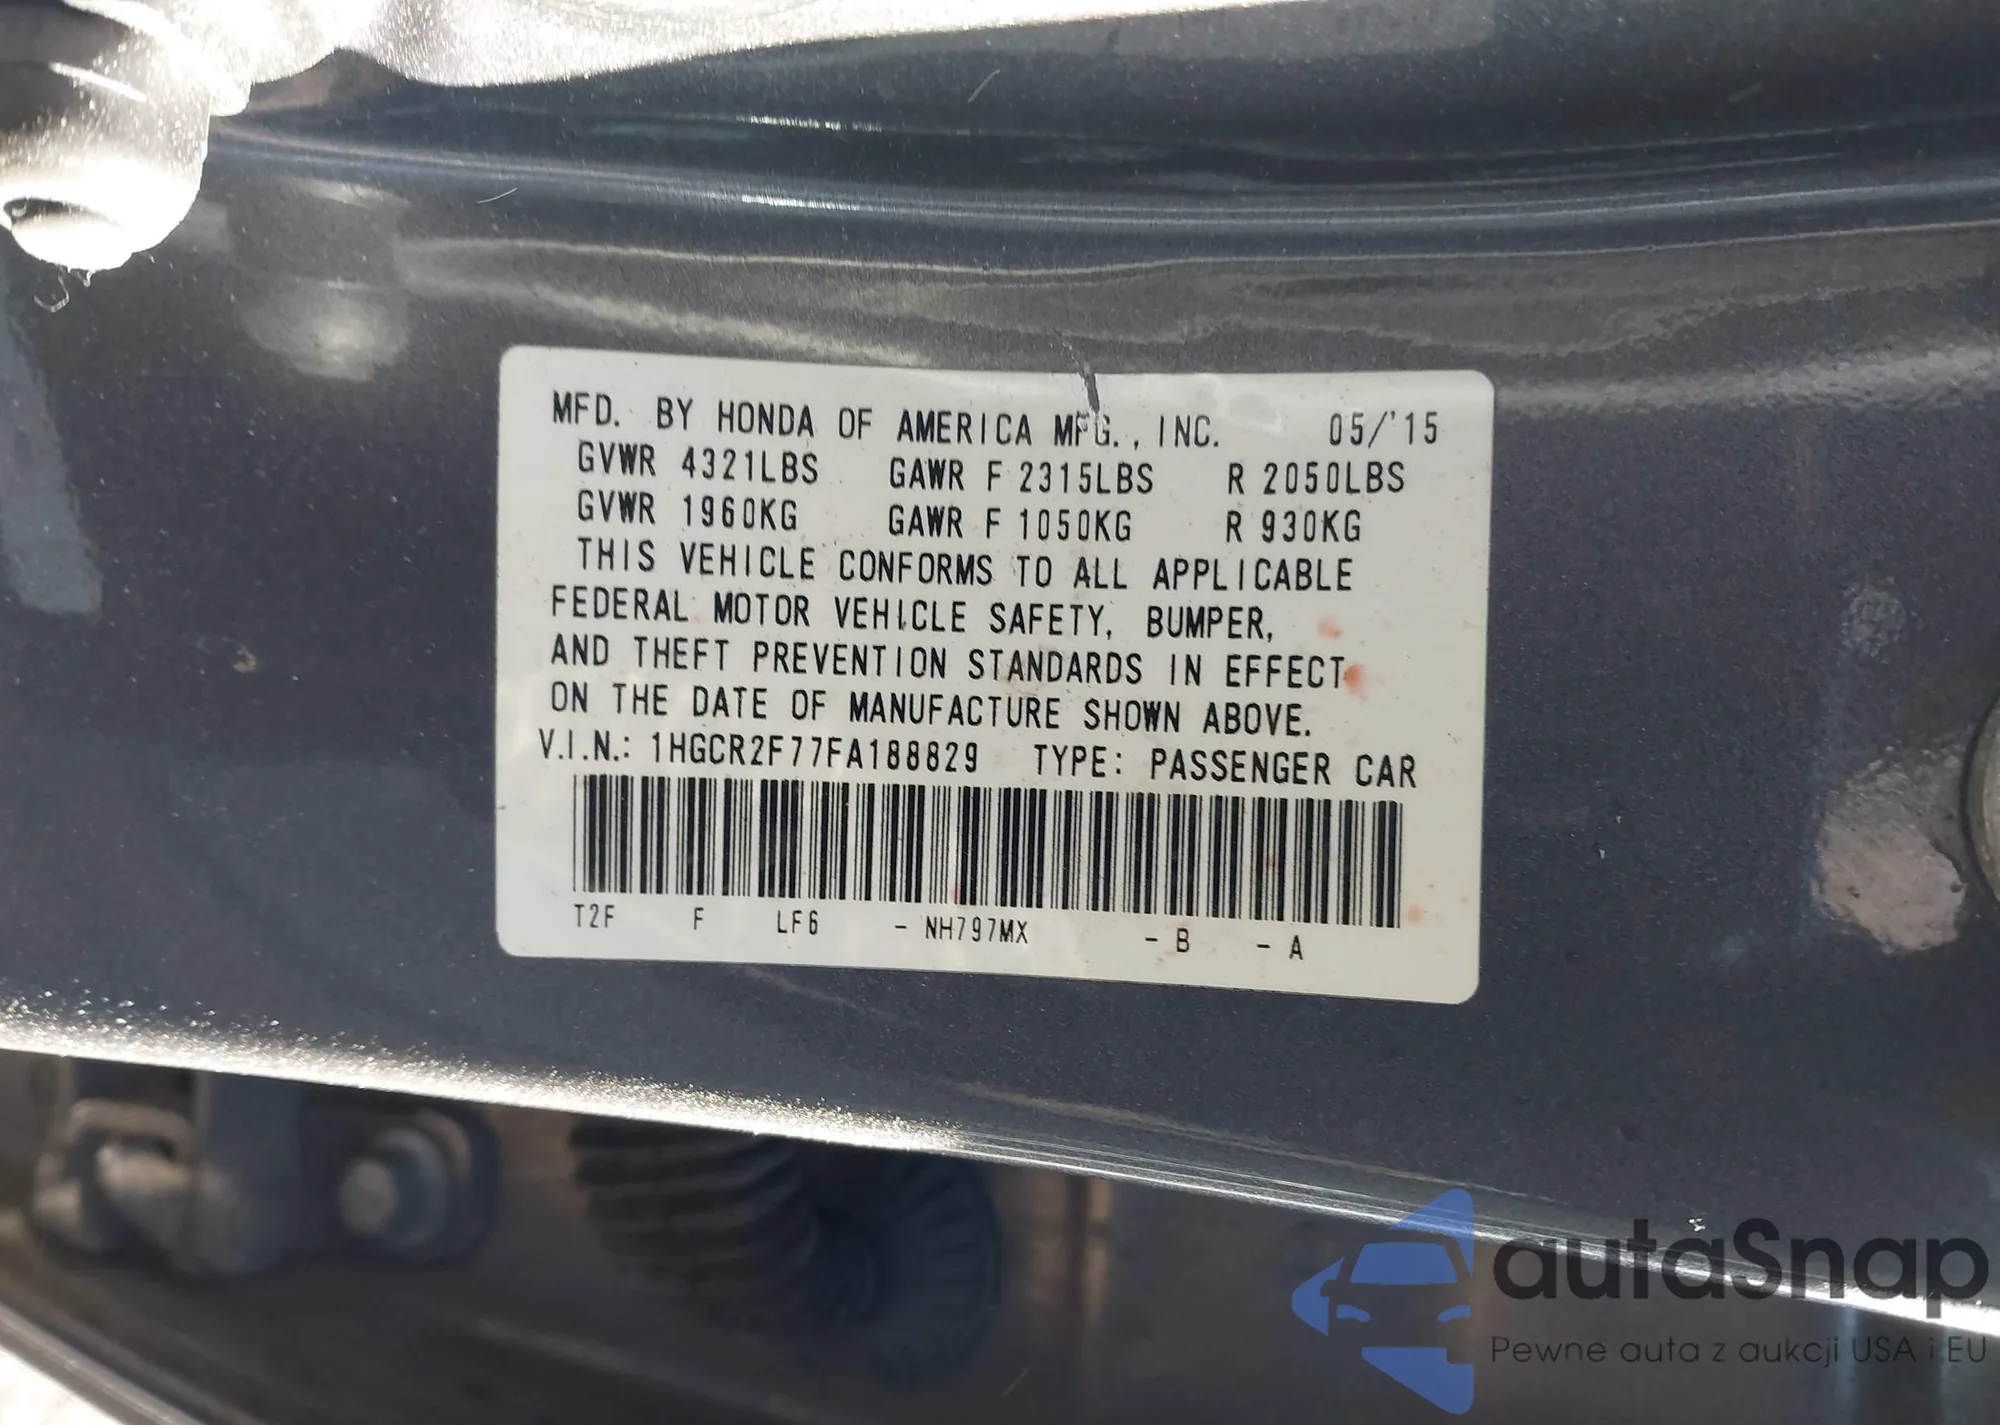 MFD. BY HONDA OF AMERICA MFG., INC. 05/'15
GVWR 4321LBS GAWR F 2315LBS R 2050LBS
GVWR 1960KG GAWR F 1050KG R 930KG
THIS VEHICLE CONFORMS TO ALL APPLICABLE
FEDERAL MOTOR VEHICLE SAFETY, BUMPER,
AND THEFT PREVENTION STANDARDS IN EFFECT
ON THE DATE OF MANUFACTURE SHOWN ABOVE.
V.I.N.: 1HGCR2F77FA188829 TYPE: PASSENGER CAR
T2F F LF6 - NH797MX - B - A
autaSnap
Pewne auta z aukcji USA i EU